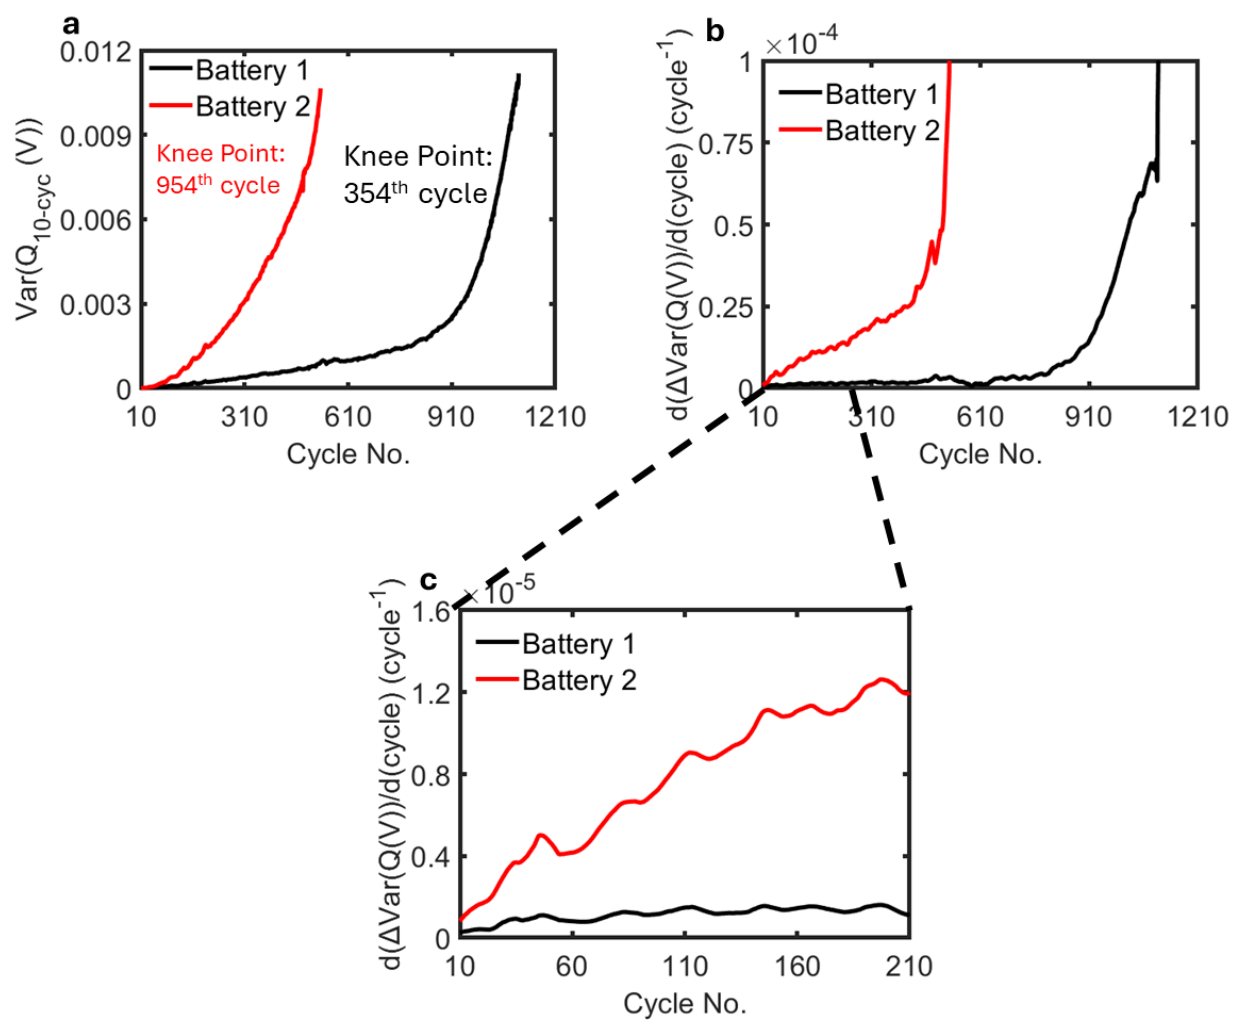 a
0.012
Battery 1
Battery 2
Knee Point:
954th cycle
Knee Point:
354th cycle
0.009
0.006
0.003
0
Var(Q10-cyc (V))
10 310 610 910 1210
Cycle No.
b
×10-4
1
Battery 1
Battery 2
0.75
0.5
0.25
0
d(ΔVar(Q(V))/d(cycle) (cycle-1)
10 310 610 910 1210
Cycle No.
c
×10-5
1.6
Battery 1
Battery 2
1.2
0.8
0.4
0
d(ΔVar(Q(V))/d(cycle) (cycle-1)
10 60 110 160 210
Cycle No.